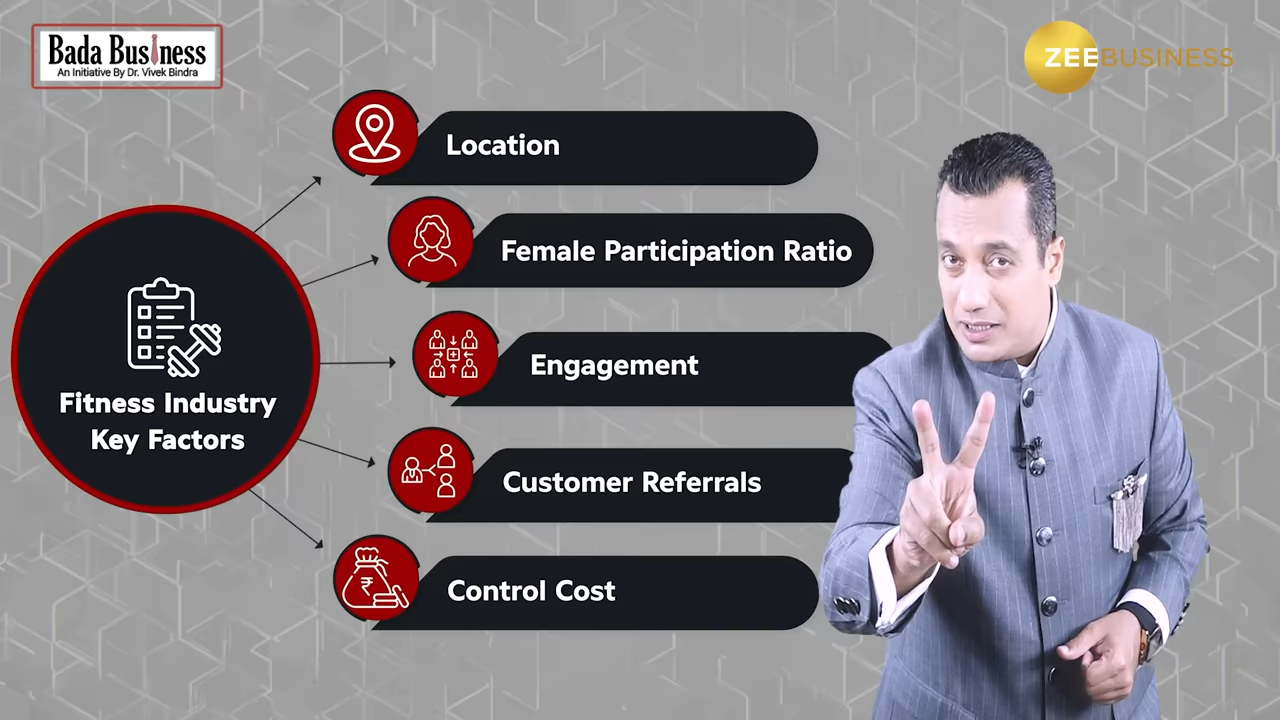 Bada Business
An Initiative By Dr. Vivek Bindra
ZEEBUSINESS
Location
Female Participation Ratio
Fitness Industry
Key Factors
Engagement
Customer Referrals
₹
Control Cost